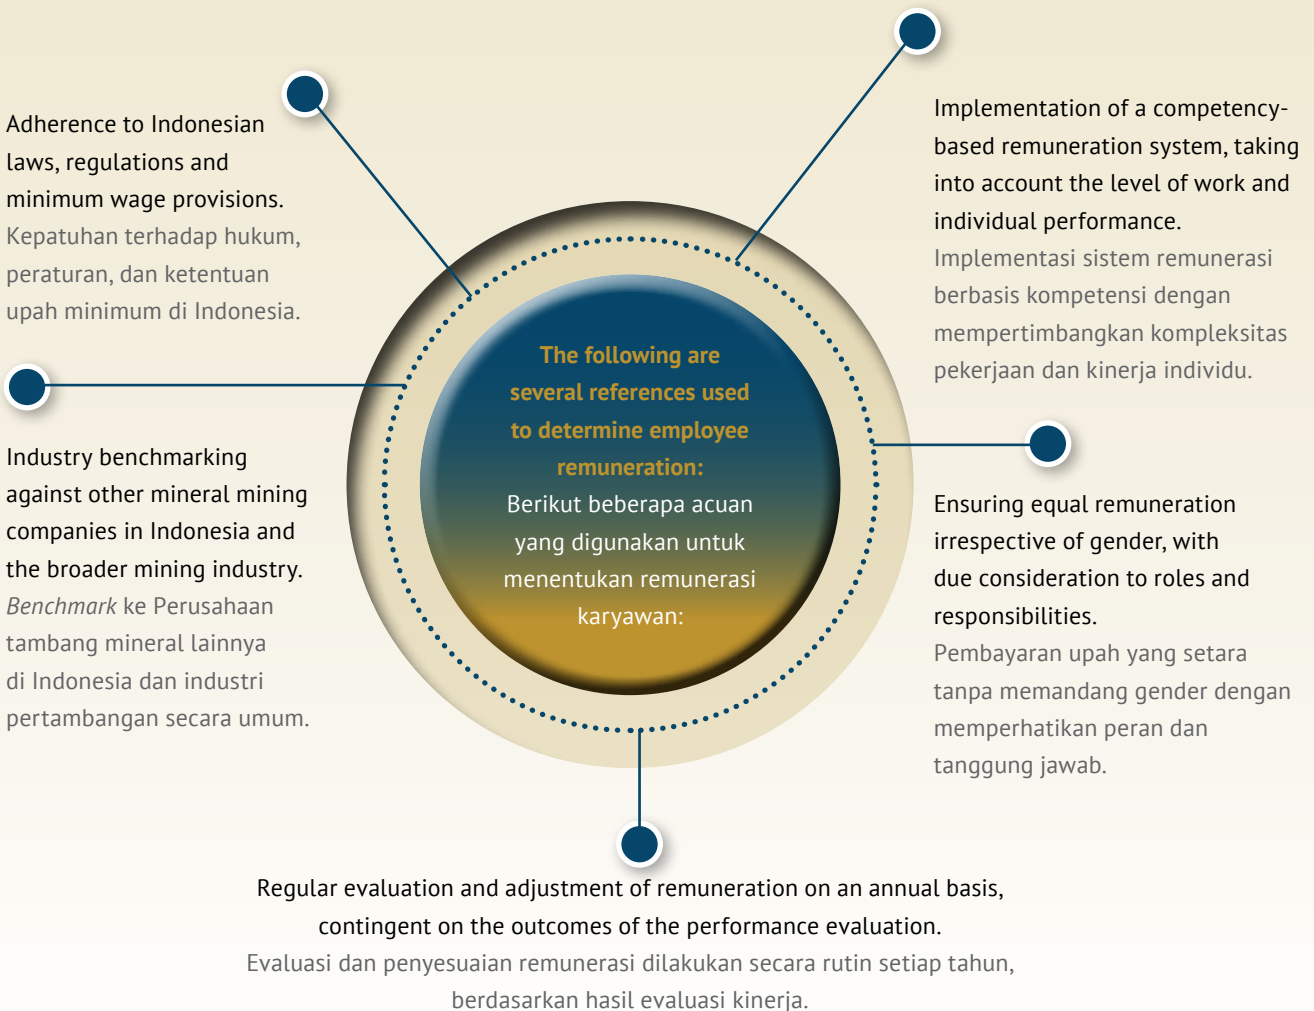 Adherence to Indonesian
laws, regulations and
minimum wage provisions.
Kepatuhan terhadap hukum,
peraturan, dan ketentuan
upah minimum di Indonesia.
Industry benchmarking
against other mineral mining
companies in Indonesia and
the broader mining industry.
Benchmark ke Perusahaan
tambang mineral lainnya
di Indonesia dan industri
pertambangan secara umum.
The following are
several references used
to determine employee
remuneration:
Berikut beberapa acuan
yang digunakan untuk
menentukan remunerasi
karyawan:
Implementation of a competency-
based remuneration system, taking
into account the level of work and
individual performance.
Implementasi sistem remunerasi
berbasis kompetensi dengan
mempertimbangkan kompleksitas
pekerjaan dan kinerja individu.
Ensuring equal remuneration
irrespective of gender, with
due consideration to roles and
responsibilities.
Pembayaran upah yang setara
tanpa memandang gender dengan
memperhatikan peran dan
tanggung jawab.
Regular evaluation and adjustment of remuneration on an annual basis,
contingent on the outcomes of the performance evaluation.
Evaluasi dan penyesuaian remunerasi dilakukan secara rutin setiap tahun,
berdasarkan hasil evaluasi kinerja.